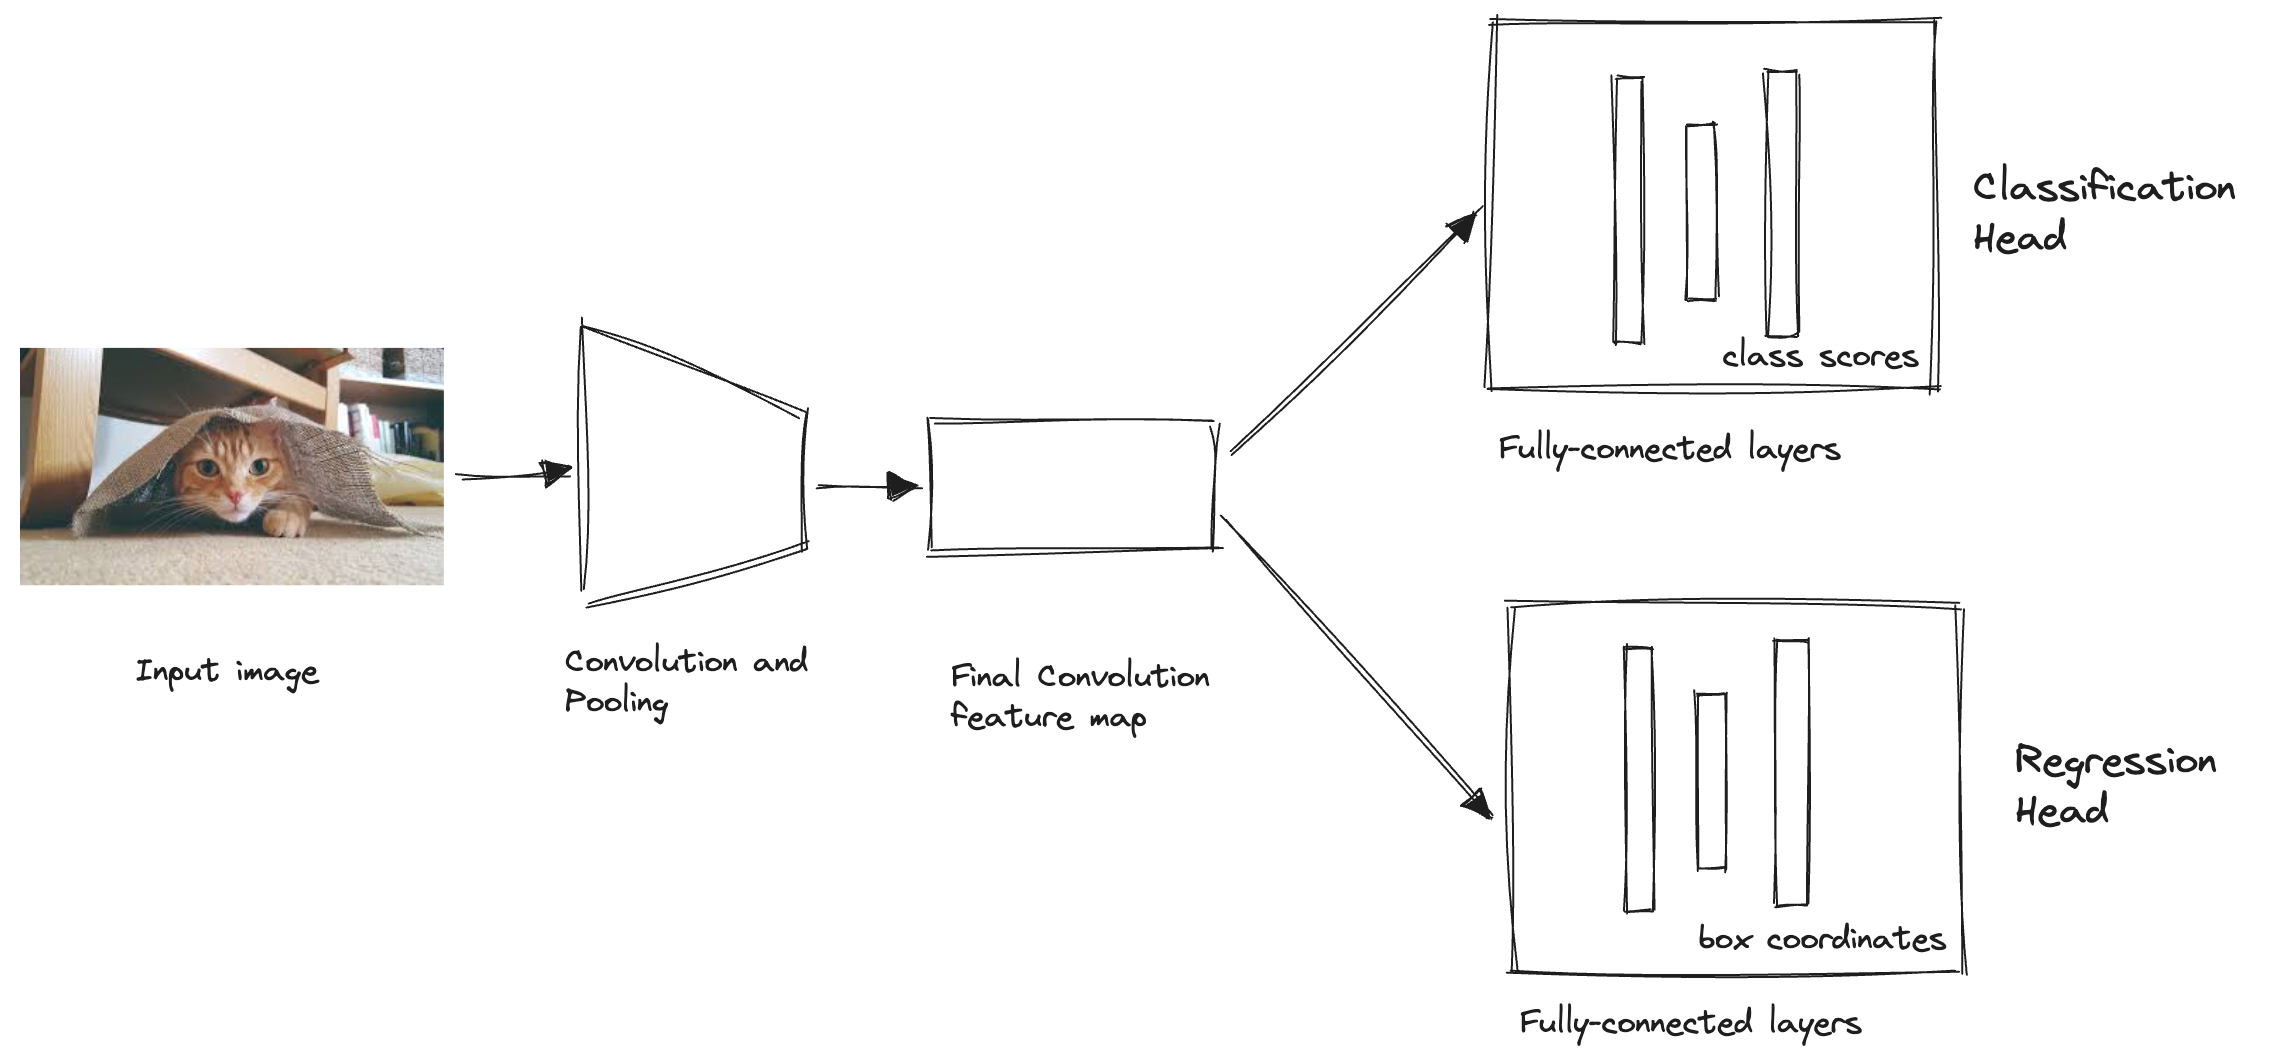 Input image
Convolution and
Pooling
Final Convolution
feature map
class scores
Fully-connected layers
Classification
Head
box coordinates
Fully-connected layers
Regression
Head